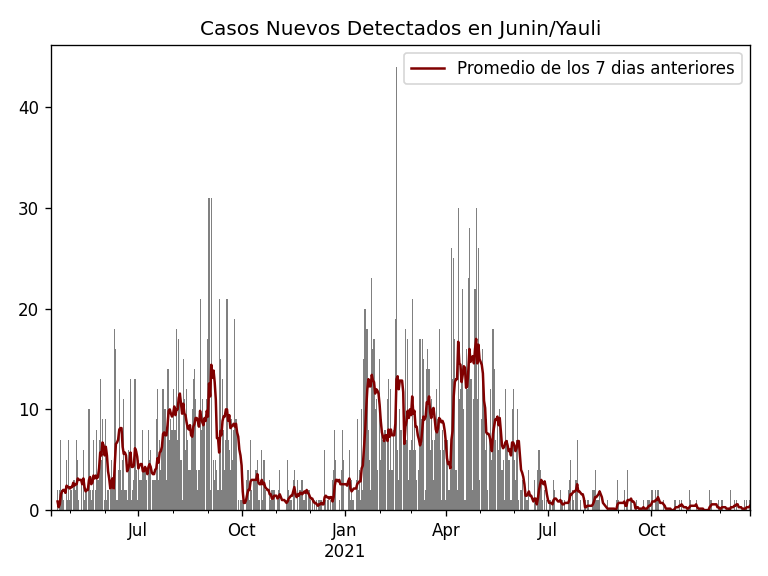 Casos Nuevos Detectados en Junin/Yauli
Promedio de los 7 dias anteriores
40
30
20
10
0
Jul
Oct
Jan
2021
Apr
Jul
Oct